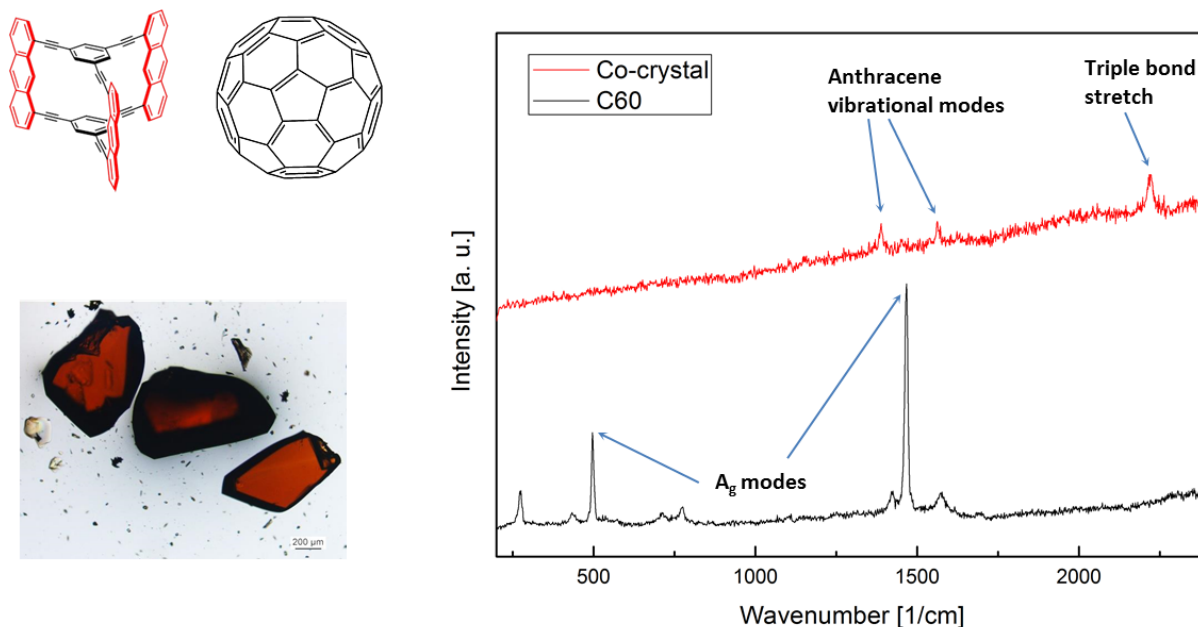 Co-crystal
C60
Anthracene
vibrational modes
Triple bond
stretch
Intensity [a. u.]
Ag modes
200 µm
500
1000
1500
2000
Wavenumber [1/cm]